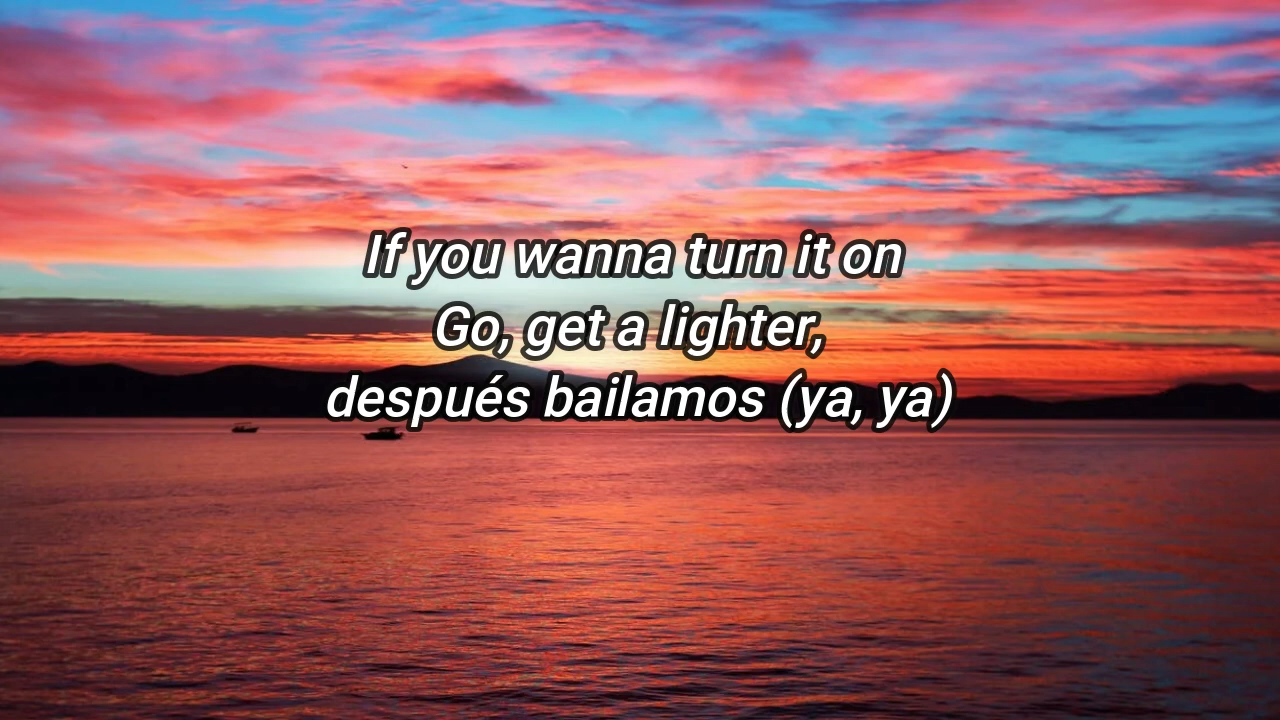 If you wanna turn it on
Go, get a lighter,
después bailamos (ya, ya)